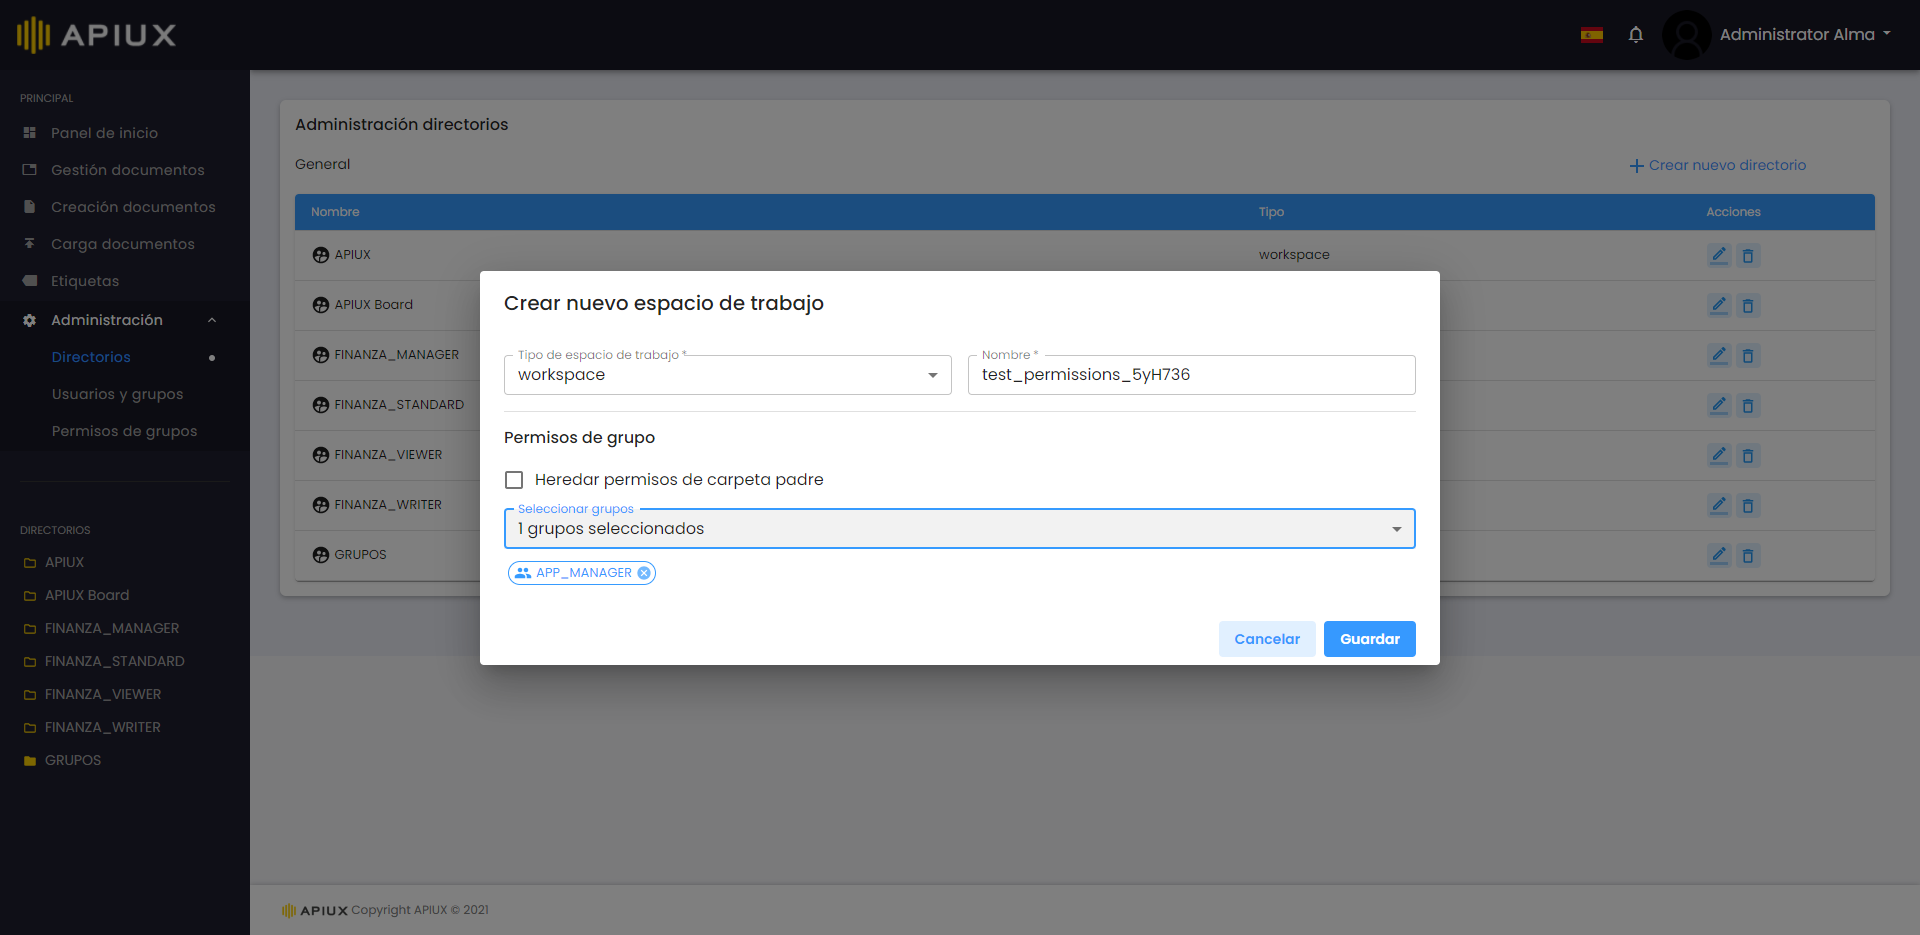 APIUX
Administrator Alma
PRINCIPAL
Panel de inicio
Gestión documentos
Creación documentos
Carga documentos
Etiquetas
Administración
Directorios
Usuarios y grupos
Permisos de grupos
DIRECTORIOS
APIUX
APIUX Board
FINANZA_MANAGER
FINANZA_STANDARD
FINANZA_VIEWER
FINANZA_WRITER
GRUPOS
Administración directorios
General
Crear nuevo directorio
Nombre Tipo Acciones
APIUX workspace
APIUX Board
FINANZA_MANAGER
FINANZA_STANDARD
FINANZA_VIEWER
FINANZA_WRITER
GRUPOS
Crear nuevo espacio de trabajo
Tipo de espacio de trabajo *
workspace
Nombre *
test_permissions_5yH736
Permisos de grupo
Heredar permisos de carpeta padre
Seleccionar grupos
1 grupos seleccionados
APP_MANAGER
Cancelar Guardar
APIUX Copyright APIUX © 2021